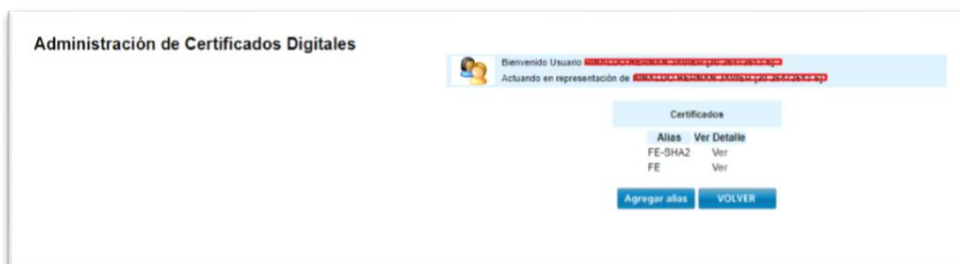 Administración de Certificados Digitales
Bienvenido Usuario
Actuando en representación de
Certificados
Alias Ver Detalle
FE-SHA2 Ver
FE Ver
Agregar alias VOLVER